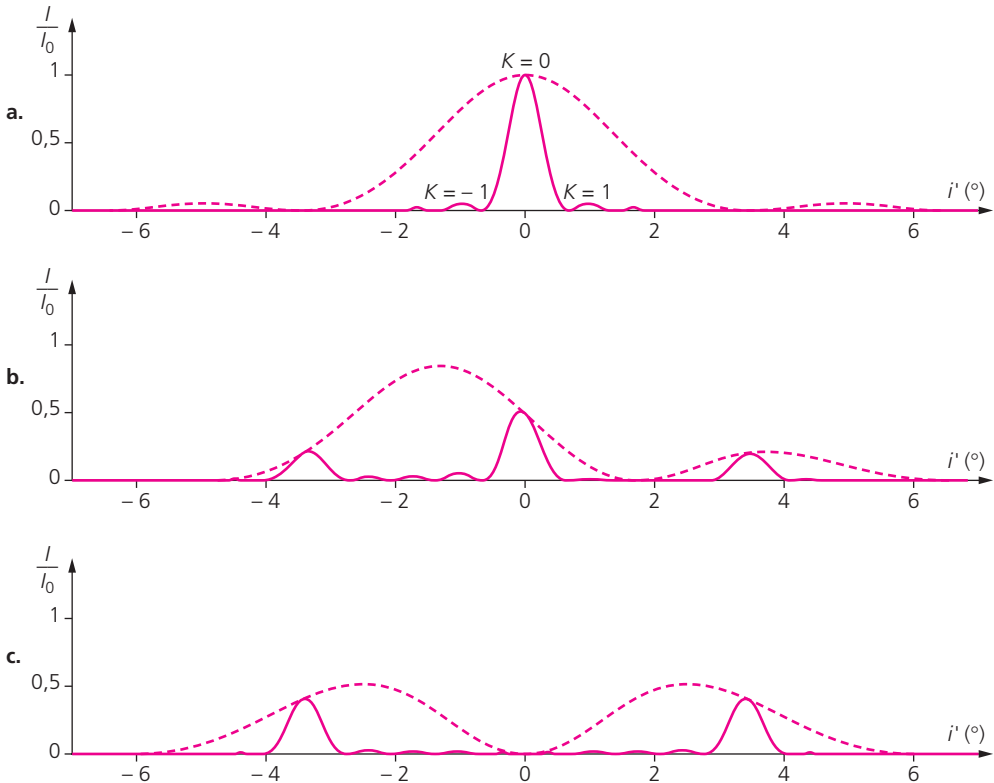 I/I₀
1
K = 0
a.
0,5
K = – 1 K = 1
i' (°)
0
– 6 – 4 – 2 0 2 4 6
I/I₀
1
b.
0,5
i' (°)
0
– 6 – 4 – 2 0 2 4 6
I/I₀
1
c.
0,5
i' (°)
0
– 6 – 4 – 2 0 2 4 6